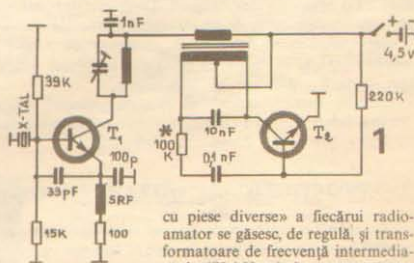 1nF
+
4,5v
39K
X-TAL
T₁
220K
10nF
T₂
1
*
100
K
33pF
100p
0,1nF
SRF
15K
100
cu piese diverse» a fiecărui radio-
amator se găsesc, de regulă, și trans-
formatoare de frecvență intermedia-